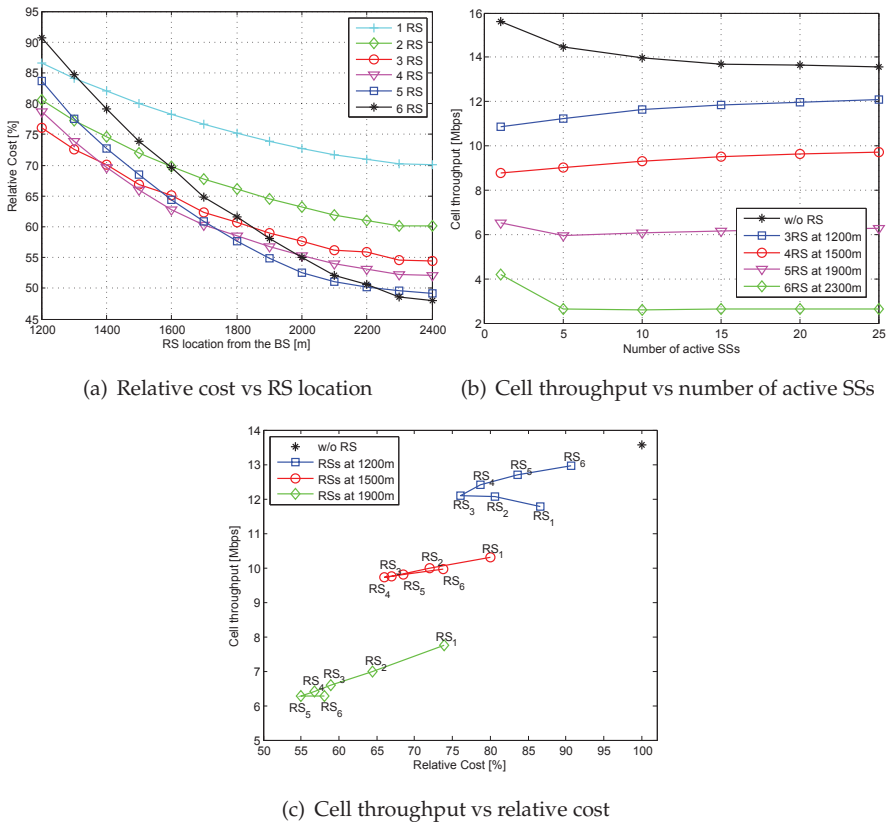 95
90
85
80
75
70
65
60
55
50
45
Relative Cost [%]
1200
1400
1600
1800
2000
2200
2400
RS location from the BS [m]
1 RS
2 RS
3 RS
4 RS
5 RS
6 RS
(a) Relative cost vs RS location
16
14
12
10
8
6
4
2
Cell throughput [Mbps]
0
5
10
15
20
25
Number of active SSs
w/o RS
3RS at 1200m
4RS at 1500m
5RS at 1900m
6RS at 2300m
(b) Cell throughput vs number of active SSs
14
13
12
11
10
9
8
7
6
5
Cell throughput [Mbps]
50
55
60
65
70
75
80
85
90
95
100
Relative Cost [%]
w/o RS
RSs at 1200m
RSs at 1500m
RSs at 1900m
RS6
RS5
RS4
RS3
RS2
RS1
RS1
RS2
RS3
RS4
RS5
RS6
RS1
RS2
RS3
RS4
RS5
RS6
(c) Cell throughput vs relative cost